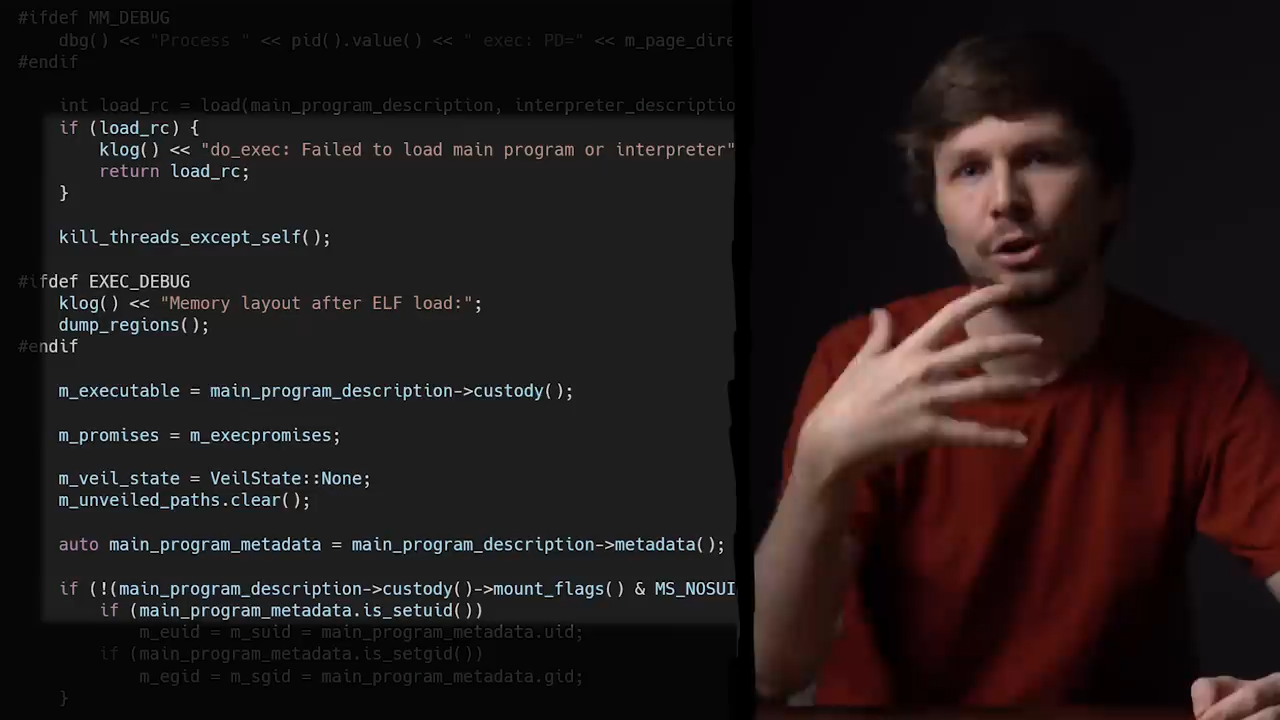 #ifdef MM_DEBUG
dbg() << "Process " << pid().value() << " exec: PD=" << m_page_dire
#endif
int load_rc = load(main_program_description, interpreter_descriptio
if (load_rc) {
klog() << "do_exec: Failed to load main program or interpreter"
return load_rc;
}
kill_threads_except_self();
#ifdef EXEC_DEBUG
klog() << "Memory layout after ELF load:";
dump_regions();
#endif
m_executable = main_program_description->custody();
m_promises = m_execpromises;
m_veil_state = VeilState::None;
m_unveiled_paths.clear();
auto main_program_metadata = main_program_description->metadata();
if (!(main_program_description->custody()->mount_flags() & MS_NOSUI
if (main_program_metadata.is_setuid())
m_euid = m_suid = main_program_metadata.uid;
if (main_program_metadata.is_setgid())
m_egid = m_sgid = main_program_metadata.gid;
}